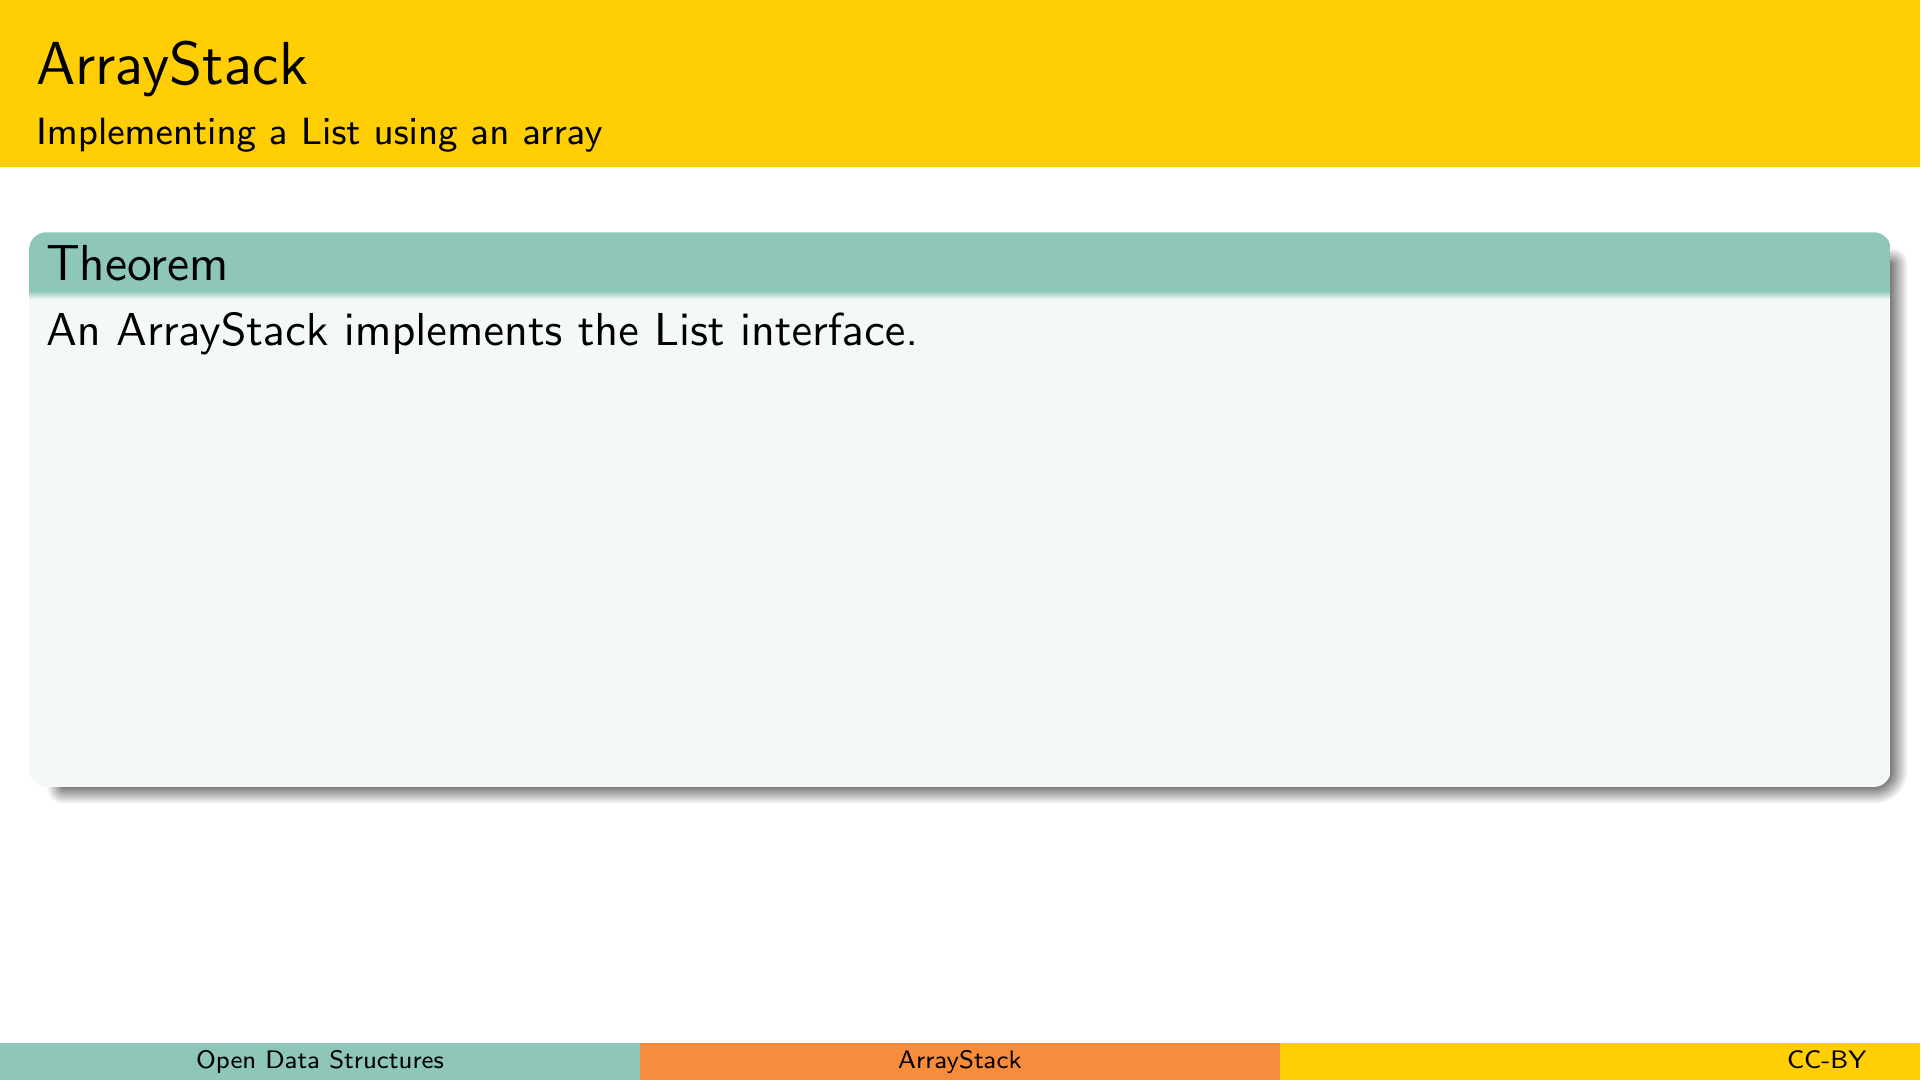 ArrayStack
Implementing a List using an array
Theorem
An ArrayStack implements the List interface.
Open Data Structures
ArrayStack
CC-BY